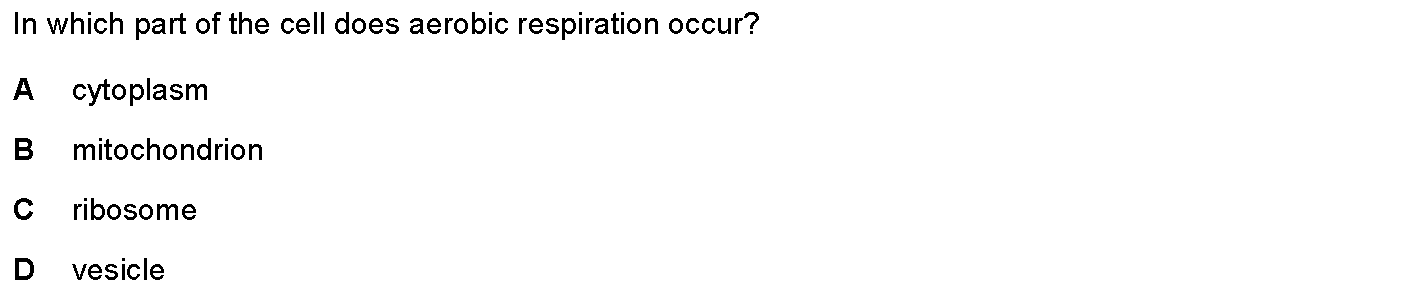 In which part of the cell does aerobic respiration occur?
A cytoplasm
B mitochondrion
C ribosome
D vesicle